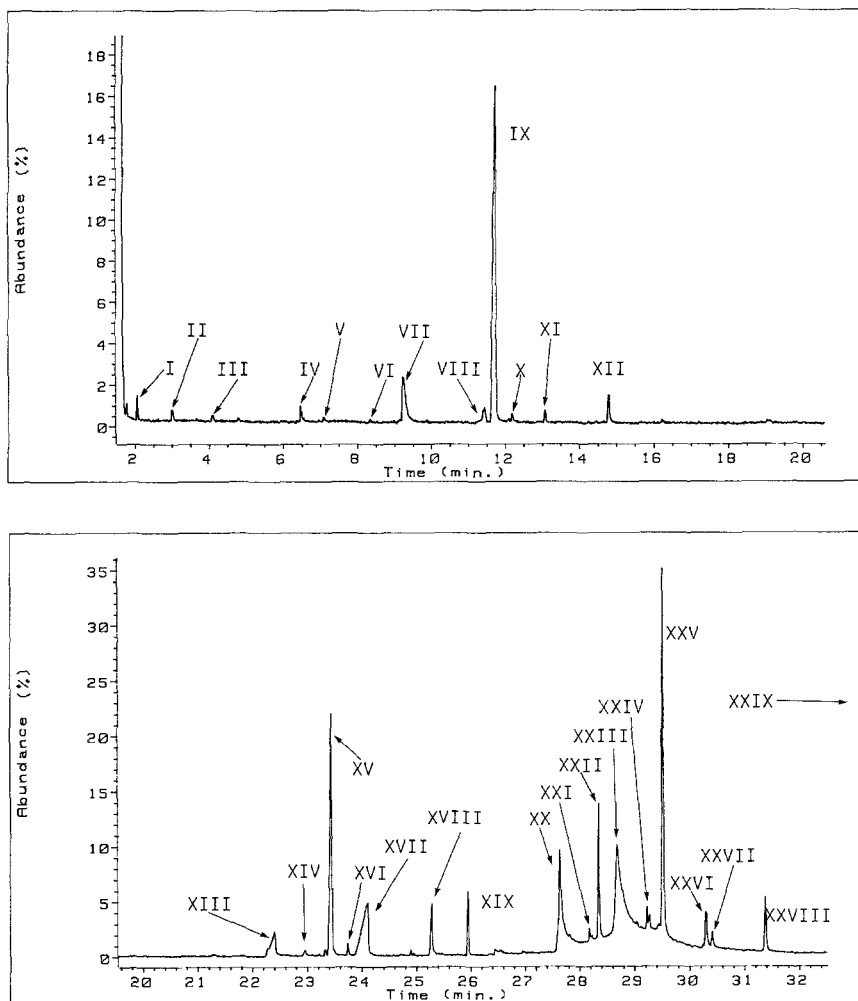 Abundance (%)
18
16
14
12
10
8
6
4
2
0
I
II
III
IV
V
VI
VII
VIII
IX
X
XI
XII
2 4 6 8 10 12 14 16 18 20
Time (min.)
Abundance (%)
35
30
25
20
15
10
5
0
XIII
XIV
XV
XVI
XVII
XVIII
XIX
XX
XXI
XXII
XXIII
XXIV
XXV
XXVI
XXVII
XXVIII
XXIX
20 21 22 23 24 25 26 27 28 29 30 31 32
Time (min.)